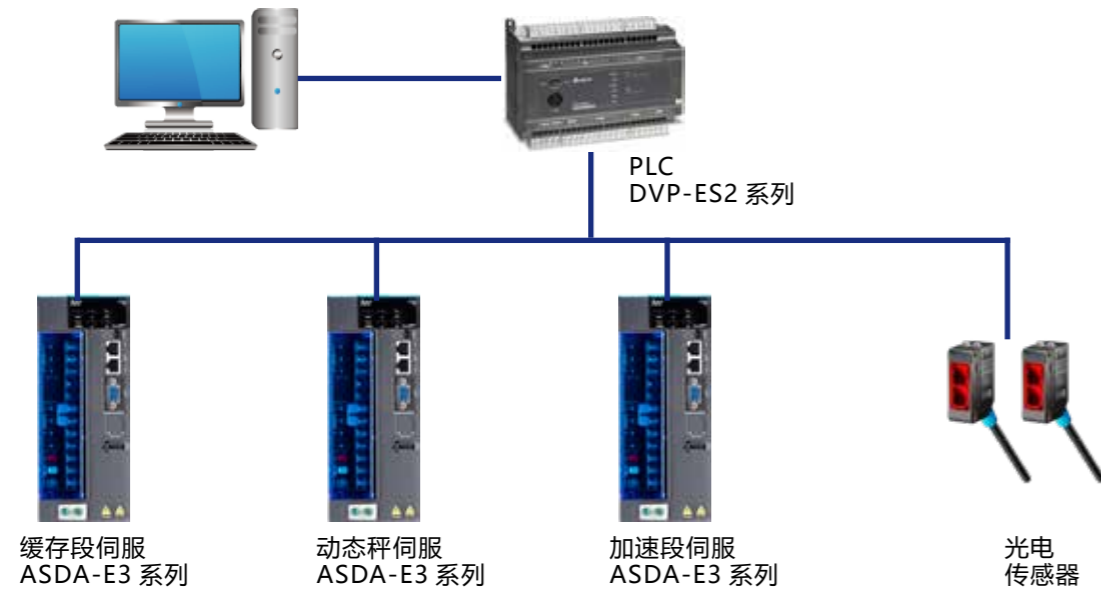 PLC
DVP-ES2 系列
缓存段伺服
ASDA-E3 系列
动态秤伺服
ASDA-E3 系列
加速段伺服
ASDA-E3 系列
光电
传感器